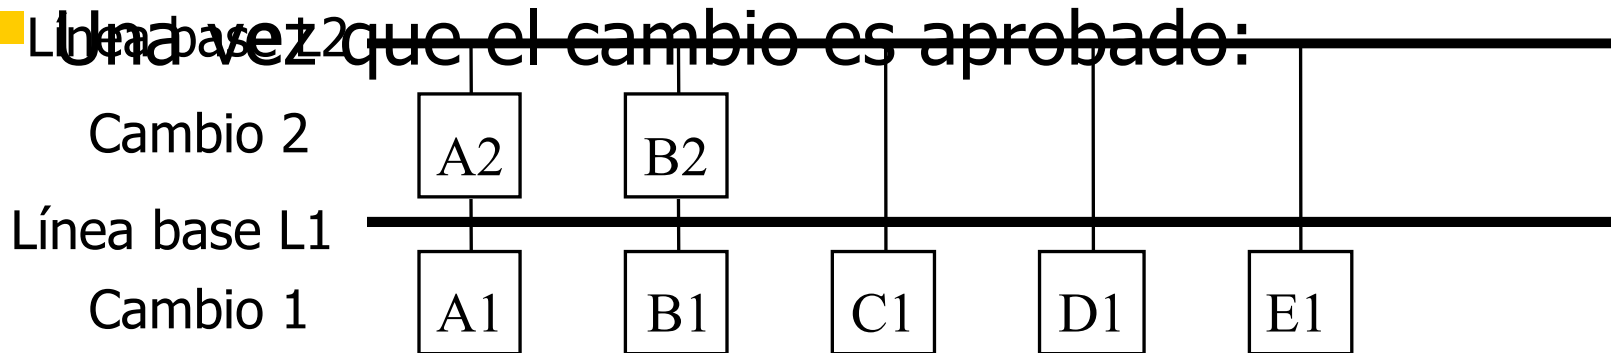 Una vez que el cambio es aprobado:
Línea base L2
Cambio 2
A2 B2
Línea base L1
Cambio 1
A1 B1 C1 D1 E1